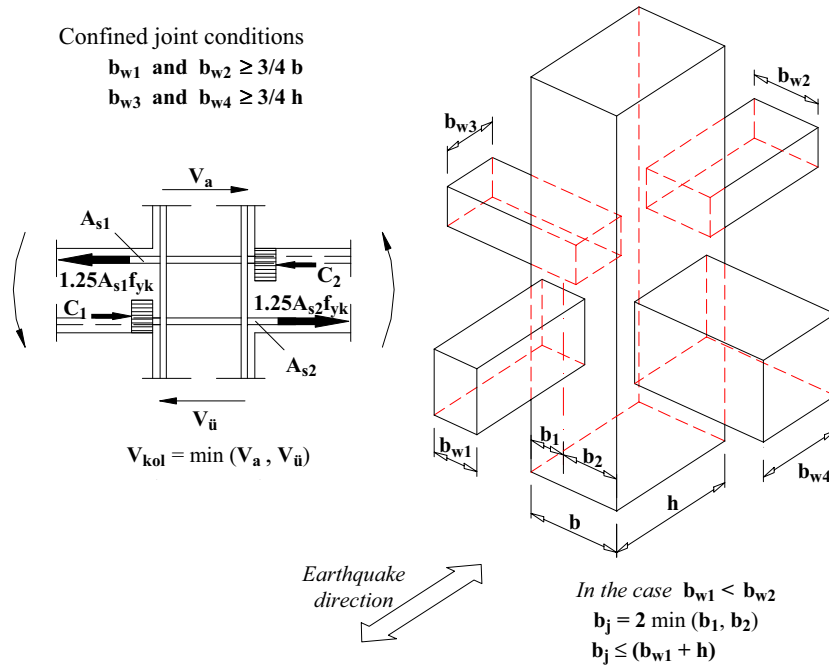 Confined joint conditions
b_w1 and b_w2 ≥ 3/4 b
b_w3 and b_w4 ≥ 3/4 h
V_a
A_s1
C_2
1.25A_s1f_yk
1.25A_s2f_yk
C_1
A_s2
V_ü
V_kol = min (V_a , V_ü)
b_w2
b_w3
b_1
b_2
b_w1
b_w4
b
h
Earthquake
direction
In the case b_w1 < b_w2
b_j = 2 min (b_1, b_2)
b_j ≤ (b_w1 + h)